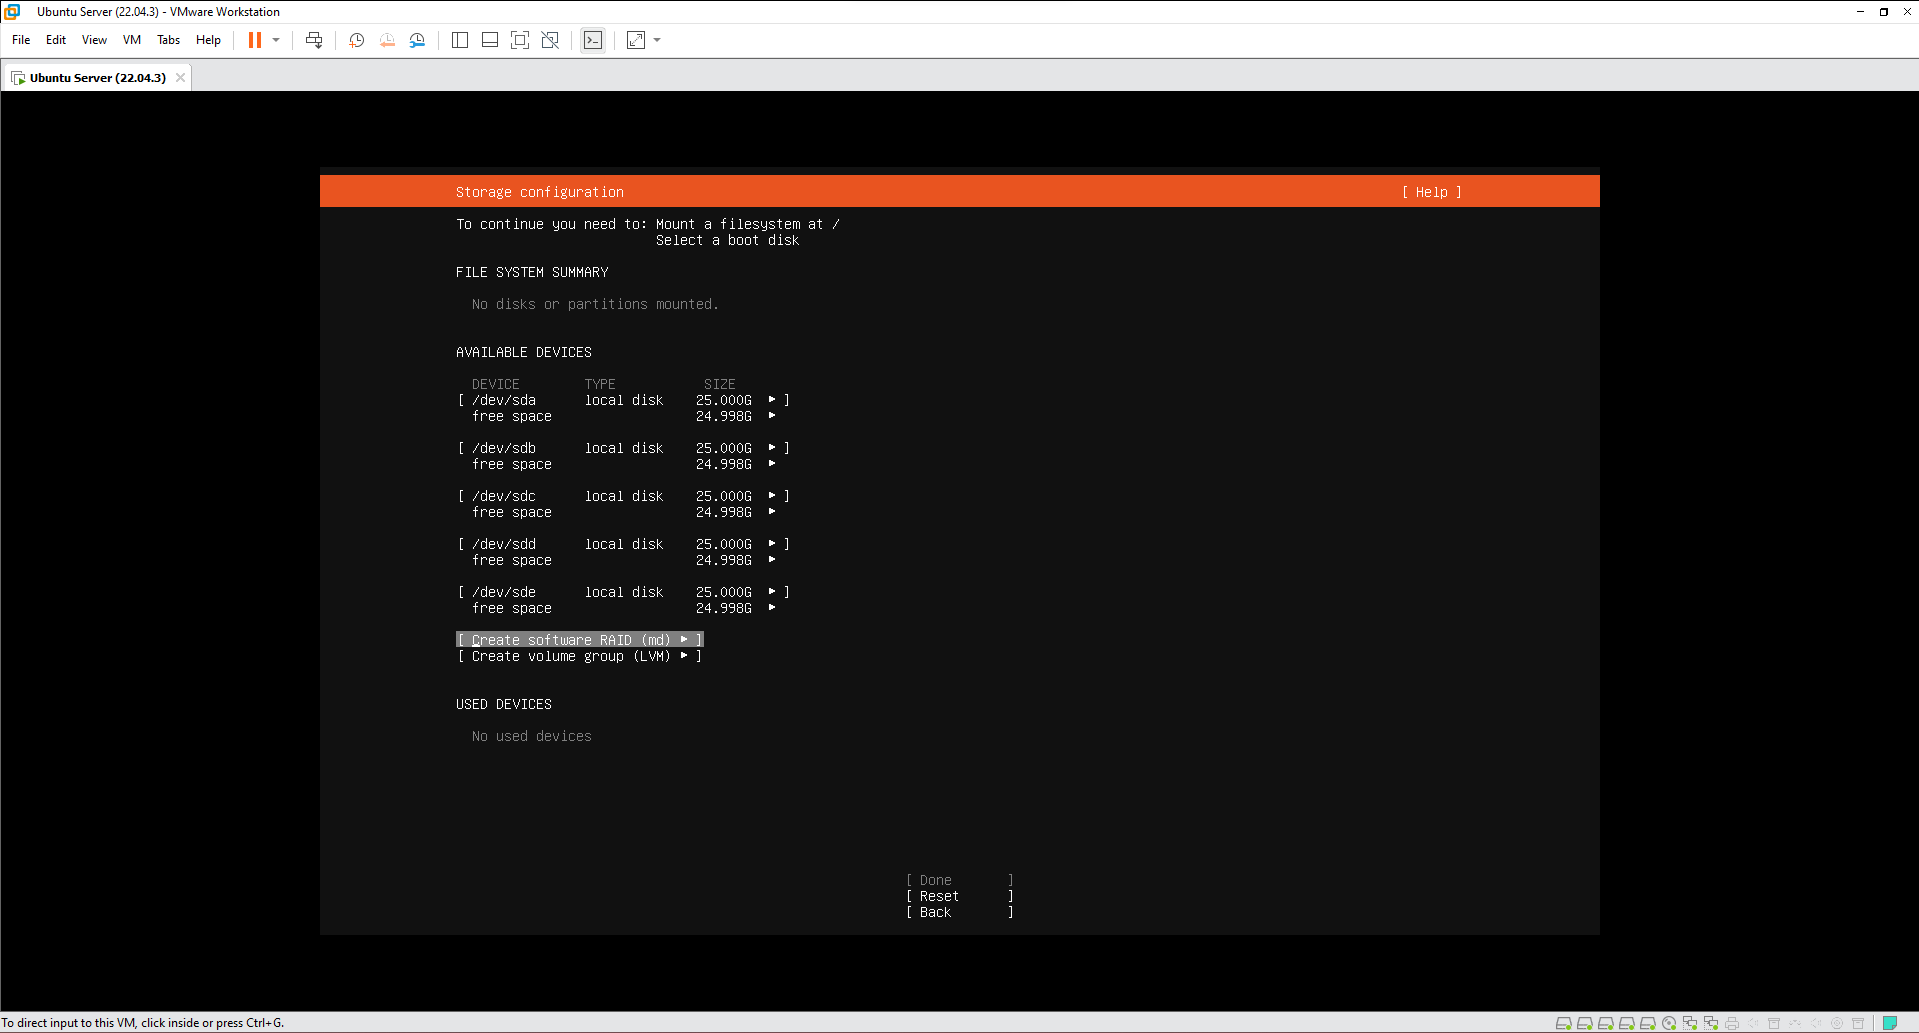 Ubuntu Server (22.04.3) - VMware Workstation
File Edit View VM Tabs Help
Ubuntu Server (22.04.3)
Storage configuration [ Help ]
To continue you need to: Mount a filesystem at /
Select a boot disk
FILE SYSTEM SUMMARY
No disks or partitions mounted.
AVAILABLE DEVICES
DEVICE TYPE SIZE
[ /dev/sda local disk 25.000G ▸ ]
free space 24.998G ▸
[ /dev/sdb local disk 25.000G ▸ ]
free space 24.998G ▸
[ /dev/sdc local disk 25.000G ▸ ]
free space 24.998G ▸
[ /dev/sdd local disk 25.000G ▸ ]
free space 24.998G ▸
[ /dev/sde local disk 25.000G ▸ ]
free space 24.998G ▸
[ Create software RAID (md) ▸ ]
[ Create volume group (LVM) ▸ ]
USED DEVICES
No used devices
[ Done ]
[ Reset ]
[ Back ]
To direct input to this VM, click inside or press Ctrl+G.